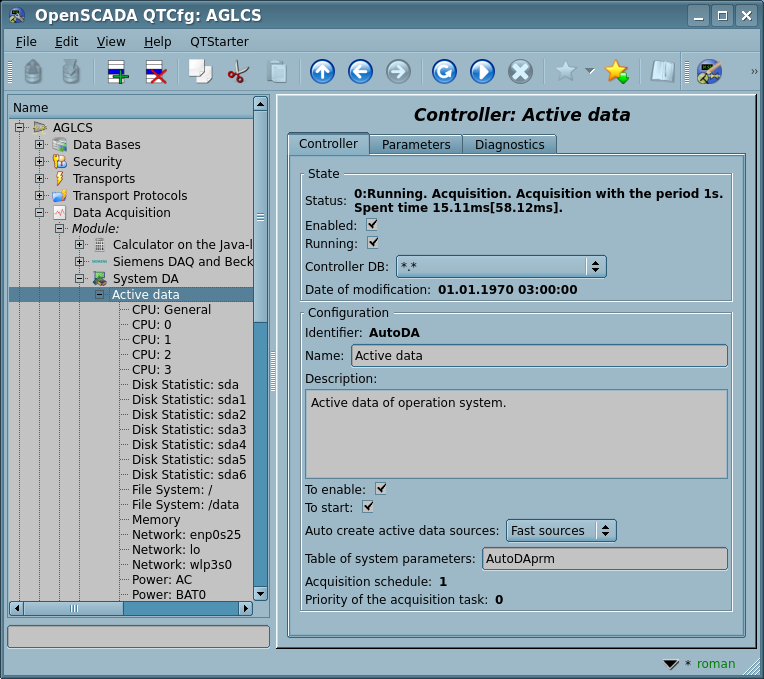 OpenSCADA QTCfg: AGLCS
File Edit View Help QTStarter
»
Name
AGLCS
Data Bases
Security
Transports
Transport Protocols
Data Acquisition
Module:
Calculator on the Java-l
Siemens DAQ and Beck
System DA
Active data
CPU: General
CPU: 0
CPU: 1
CPU: 2
CPU: 3
Disk Statistic: sda
Disk Statistic: sda1
Disk Statistic: sda2
Disk Statistic: sda3
Disk Statistic: sda4
Disk Statistic: sda5
Disk Statistic: sda6
File System: /
File System: /data
Memory
Network: enp0s25
Network: lo
Network: wlp3s0
Power: AC
Power: BAT0
Controller: Active data
Controller Parameters Diagnostics
State
Status: 0:Running. Acquisition. Acquisition with the period 1s.
Spent time 15.11ms[58.12ms].
Enabled:
Running:
Controller DB: *.*
Date of modification: 01.01.1970 03:00:00
Configuration
Identifier: AutoDA
Name: Active data
Description:
Active data of operation system.
To enable:
To start:
Auto create active data sources: Fast sources
Table of system parameters: AutoDAprm
Acquisition schedule: 1
Priority of the acquisition task: 0
* roman